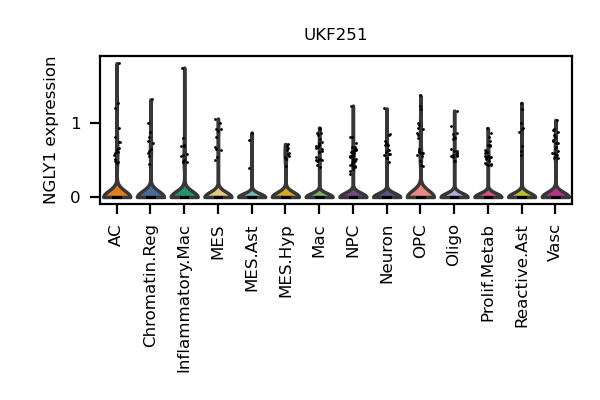 UKF251
NGLY1 expression
1
0
AC
Chromatin.Reg
Inflammatory.Mac
MES
MES.Ast
MES.Hyp
Mac
NPC
Neuron
OPC
Oligo
Prolif.Metab
Reactive.Ast
Vasc